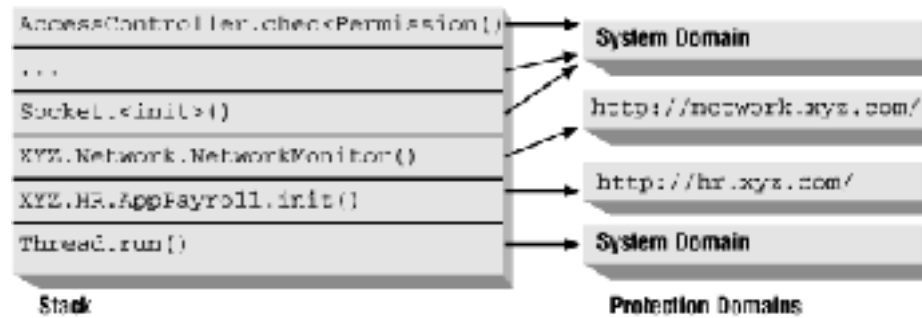 AccessController.checkPermission()
...
Socket.<init>()
XYZ.Network.NetworkMonitor()
XYZ.HR.AppPayroll.init()
Thread.run()
Stack
System Domain
http://network.xyz.com/
http://hr.xyz.com/
System Domain
Protection Domains